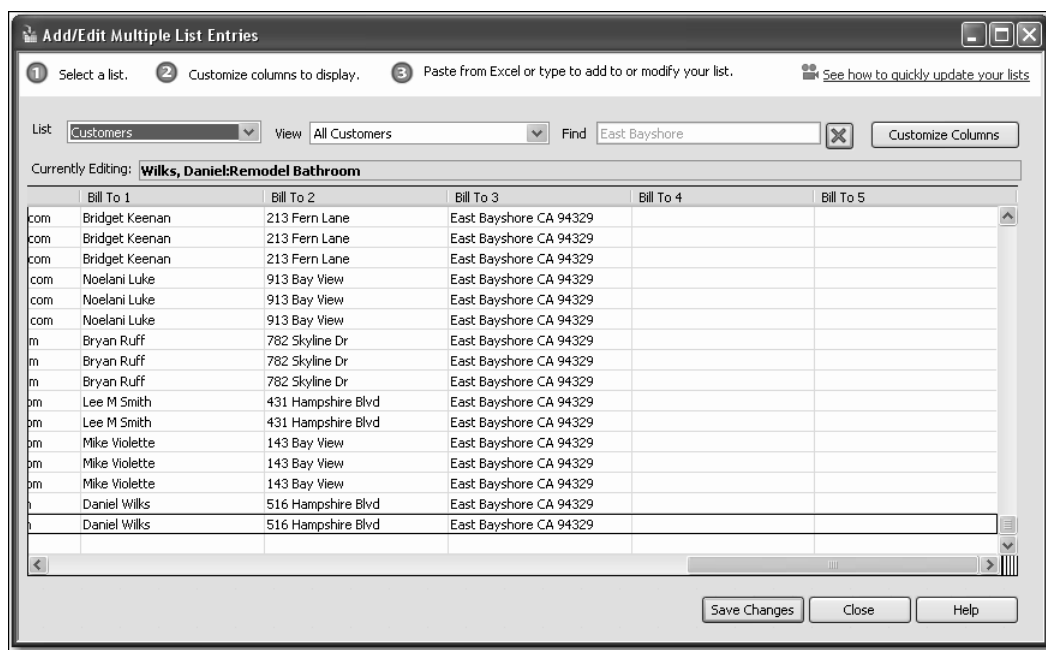 Add/Edit Multiple List Entries
1 Select a list. 2 Customize columns to display. 3 Paste from Excel or type to add to or modify your list. See how to quickly update your lists
List Customers View All Customers Find East Bayshore Customize Columns
Currently Editing: Wilks, Daniel:Remodel Bathroom
Bill To 1 Bill To 2 Bill To 3 Bill To 4 Bill To 5
com Bridget Keenan 213 Fern Lane East Bayshore CA 94329
com Bridget Keenan 213 Fern Lane East Bayshore CA 94329
com Bridget Keenan 213 Fern Lane East Bayshore CA 94329
com Noelani Luke 913 Bay View East Bayshore CA 94329
com Noelani Luke 913 Bay View East Bayshore CA 94329
com Noelani Luke 913 Bay View East Bayshore CA 94329
m Bryan Ruff 782 Skyline Dr East Bayshore CA 94329
m Bryan Ruff 782 Skyline Dr East Bayshore CA 94329
m Bryan Ruff 782 Skyline Dr East Bayshore CA 94329
om Lee M Smith 431 Hampshire Blvd East Bayshore CA 94329
om Lee M Smith 431 Hampshire Blvd East Bayshore CA 94329
om Mike Violette 143 Bay View East Bayshore CA 94329
om Mike Violette 143 Bay View East Bayshore CA 94329
om Mike Violette 143 Bay View East Bayshore CA 94329
Daniel Wilks 516 Hampshire Blvd East Bayshore CA 94329
Daniel Wilks 516 Hampshire Blvd East Bayshore CA 94329
Save Changes Close Help